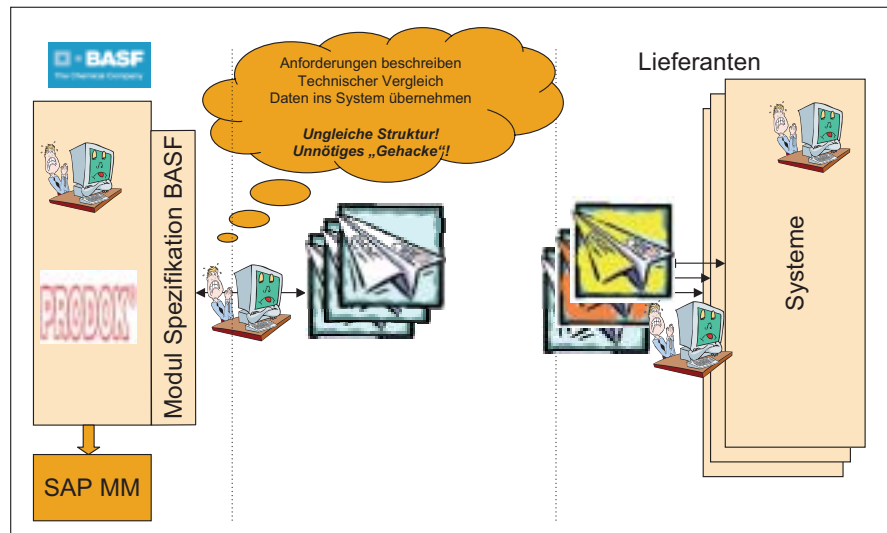 BASF
The Chemical Company
Anforderungen beschreiben
Technischer Vergleich
Daten ins System übernehmen
Ungleiche Struktur!
Unnötiges „Gehacke“!
Lieferanten
Modul Spezifikation BASF
PRODOK®
Systeme
SAP MM